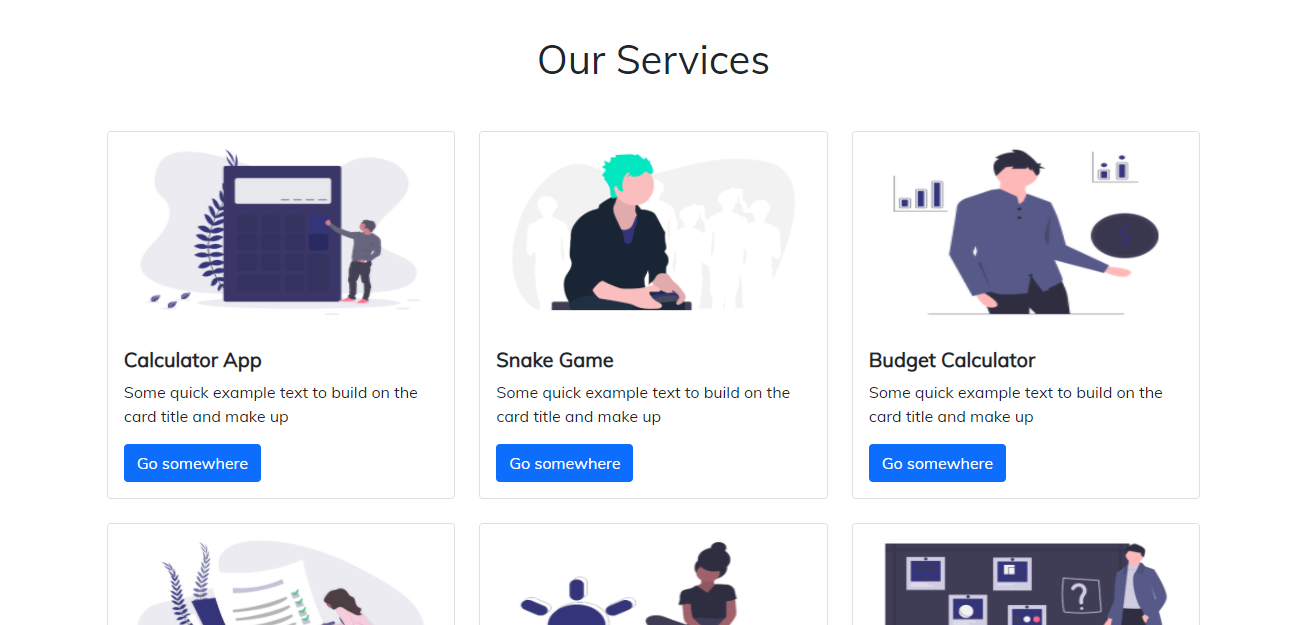 Our Services
Calculator App
Some quick example text to build on the
card title and make up
Go somewhere
Snake Game
Some quick example text to build on the
card title and make up
Go somewhere
Budget Calculator
Some quick example text to build on the
card title and make up
Go somewhere
$
?